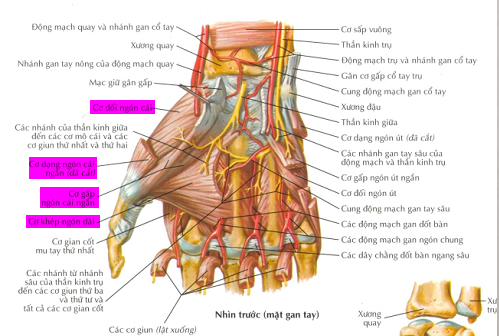 Động mạch quay và nhánh gan cổ tay
Xương quay
Nhánh gan tay nông của động mạch quay
Mạc giữ gân gấp
Cơ đối ngón cái
Các nhánh của thần kinh giữa
đến các cơ mô cái và các
cơ giun thứ nhất và thứ hai
Cơ dạng ngón cái
ngắn (đã cắt)
Cơ gấp
ngón cái ngắn
Cơ khép ngón dài
Cơ gian cốt
mu tay thứ nhất
Các nhánh từ nhánh
sâu của thần kinh trụ
đến các cơ giun thứ ba
và thứ tư và
tất cả các cơ gian cốt
Các cơ giun (lật xuống)
Cơ sấp vuông
Thần kinh trụ
Động mạch trụ và nhánh gan cổ tay
Gân cơ gấp cổ tay trụ
Cung động mạch gan cổ tay
Xương đậu
Thần kinh giữa
Cơ dạng ngón út (đã cắt)
Các nhánh gan tay sâu của
động mạch và thần kinh trụ
Cơ gấp ngón út ngắn
Cơ đối ngón út
Cung động mạch gan tay sâu
Các động mạch gan đốt bàn
Các động mạch gan ngón chung
Các dây chằng đốt bàn ngang sâu
Nhìn trước (mặt gan tay)
Xương
quay
Xư
trụ